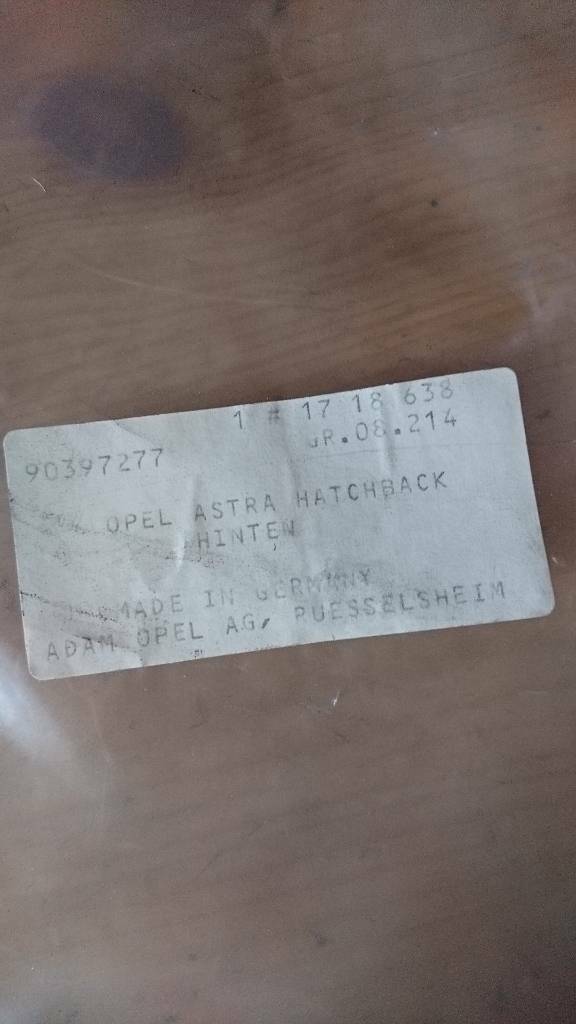 1 # 17 18 638
90397277 GR.08.214
OPEL ASTRA HATCHBACK
HINTEN
MADE IN GERMANY
ADAM OPEL AG, RUESSELSHEIM